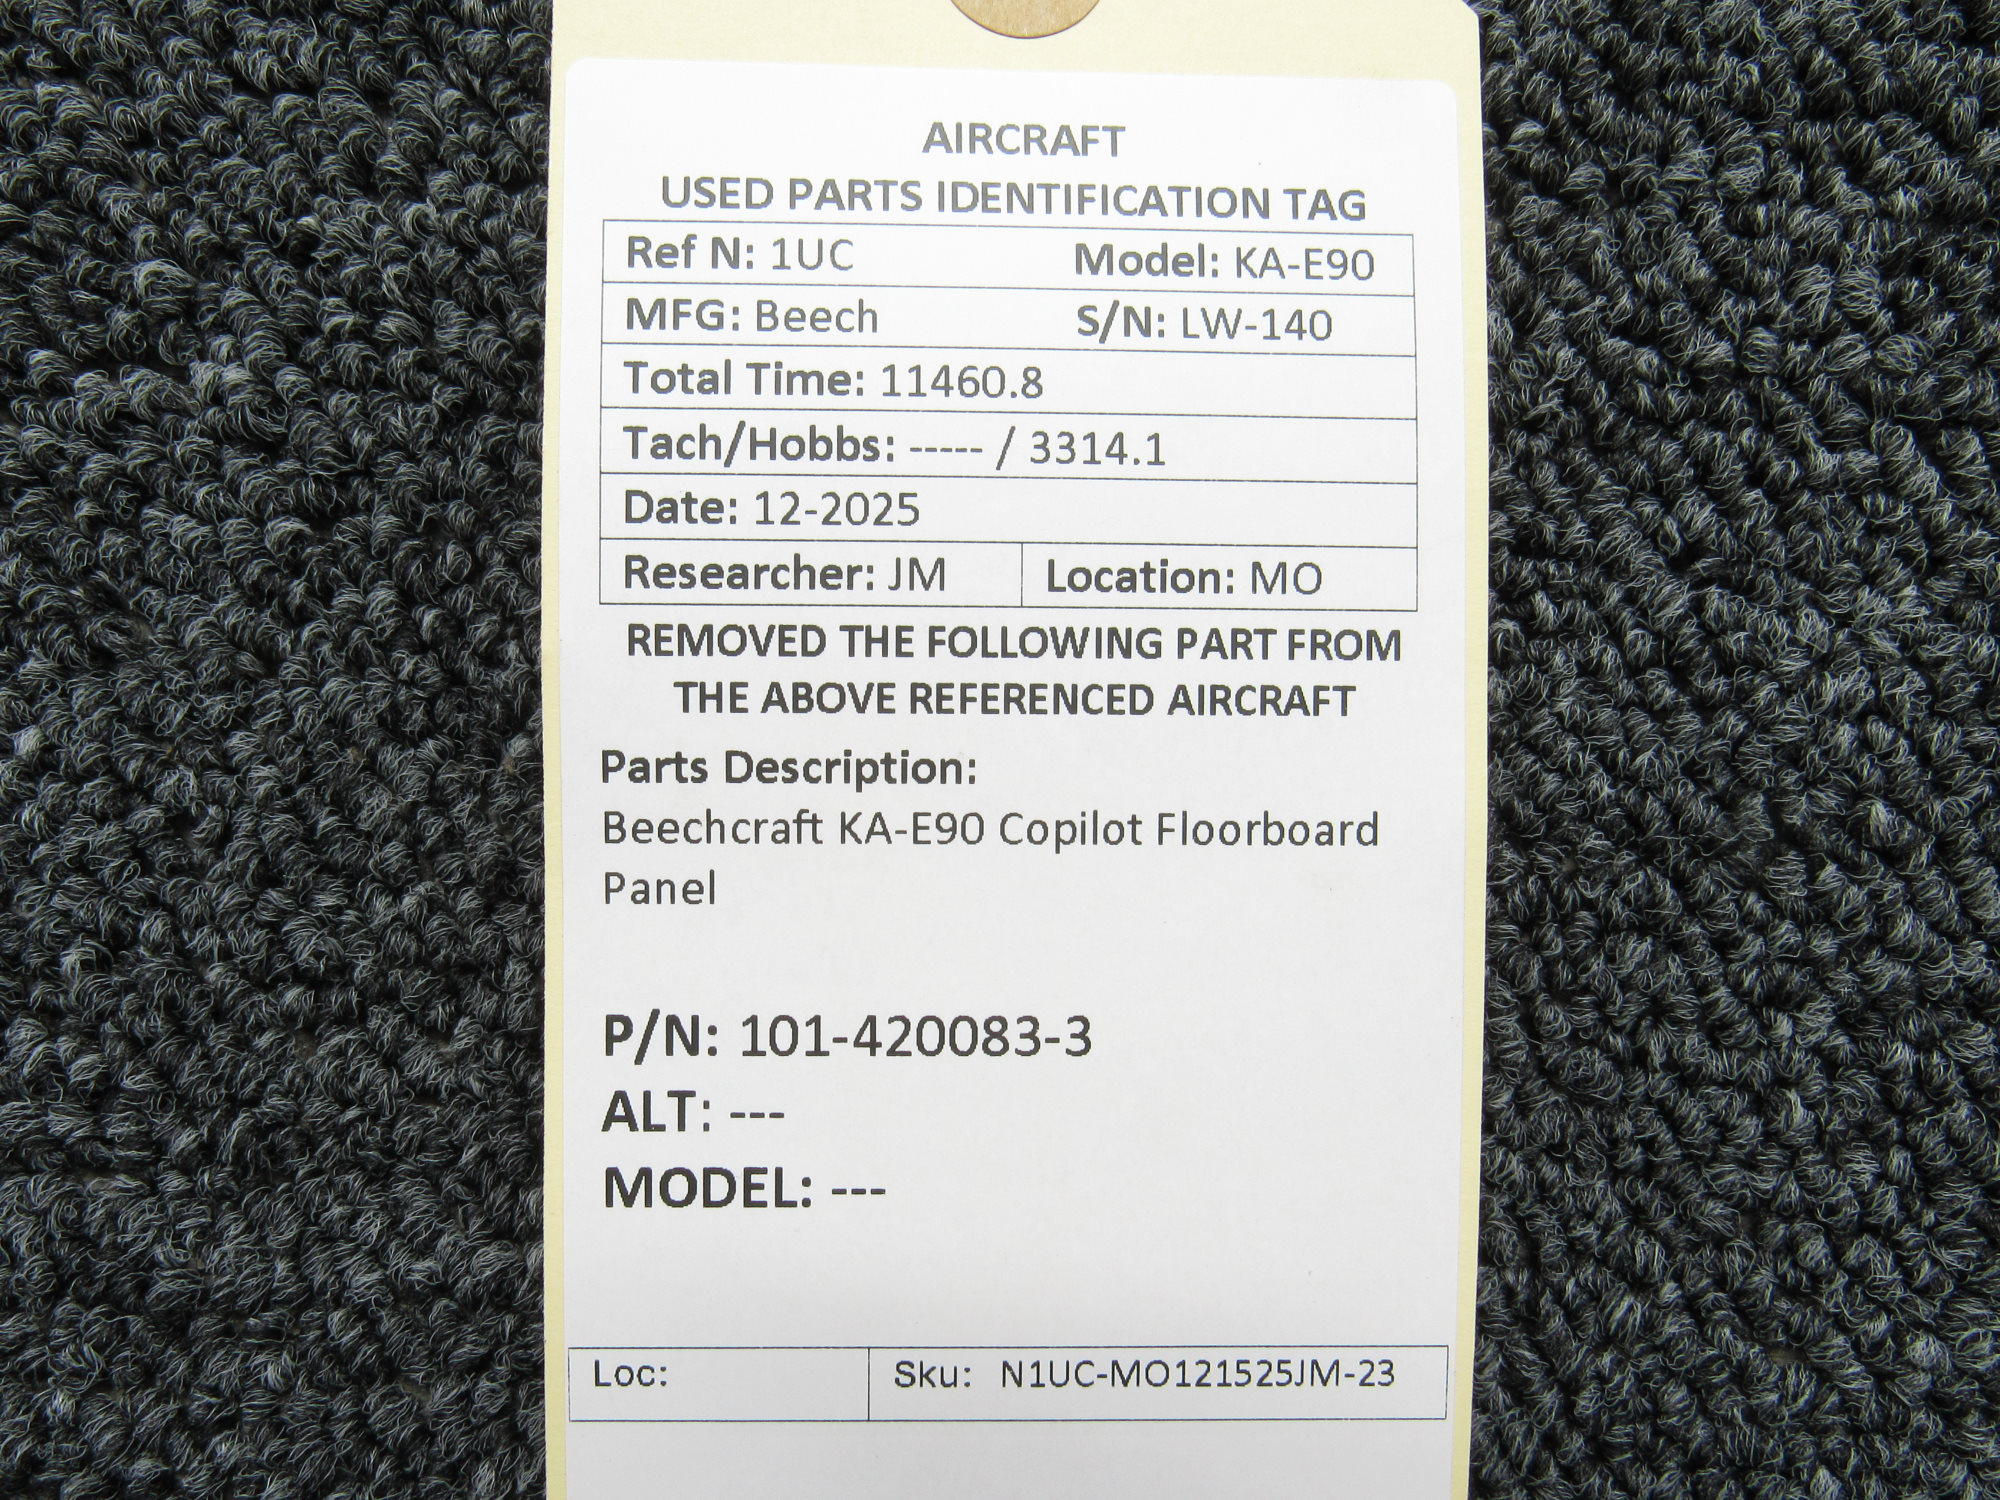 AIRCRAFT
USED PARTS IDENTIFICATION TAG
Ref N: 1UC Model: KA-E90
MFG: Beech S/N: LW-140
Total Time: 11460.8
Tach/Hobbs: ----- / 3314.1
Date: 12-2025
Researcher: JM Location: MO
REMOVED THE FOLLOWING PART FROM
THE ABOVE REFERENCED AIRCRAFT
Parts Description:
Beechcraft KA-E90 Copilot Floorboard
Panel
P/N: 101-420083-3
ALT: ---
MODEL: ---
Loc: Sku: N1UC-MO121525JM-23